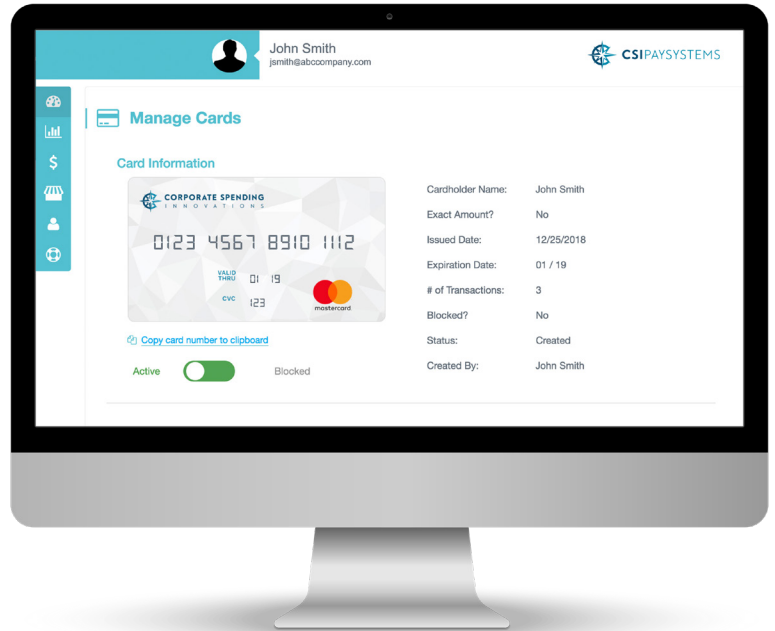 John Smith
jsmith@abccompany.com
CSIPAYSYSTEMS
Manage Cards
Card Information
CORPORATE SPENDING
INNOVATIONS
0123 4567 8910 1112
VALID
THRU 01 19
CVC 123
mastercard
Copy card number to clipboard
Active Blocked
Cardholder Name: John Smith
Exact Amount? No
Issued Date: 12/25/2018
Expiration Date: 01 / 19
# of Transactions: 3
Blocked? No
Status: Created
Created By: John Smith